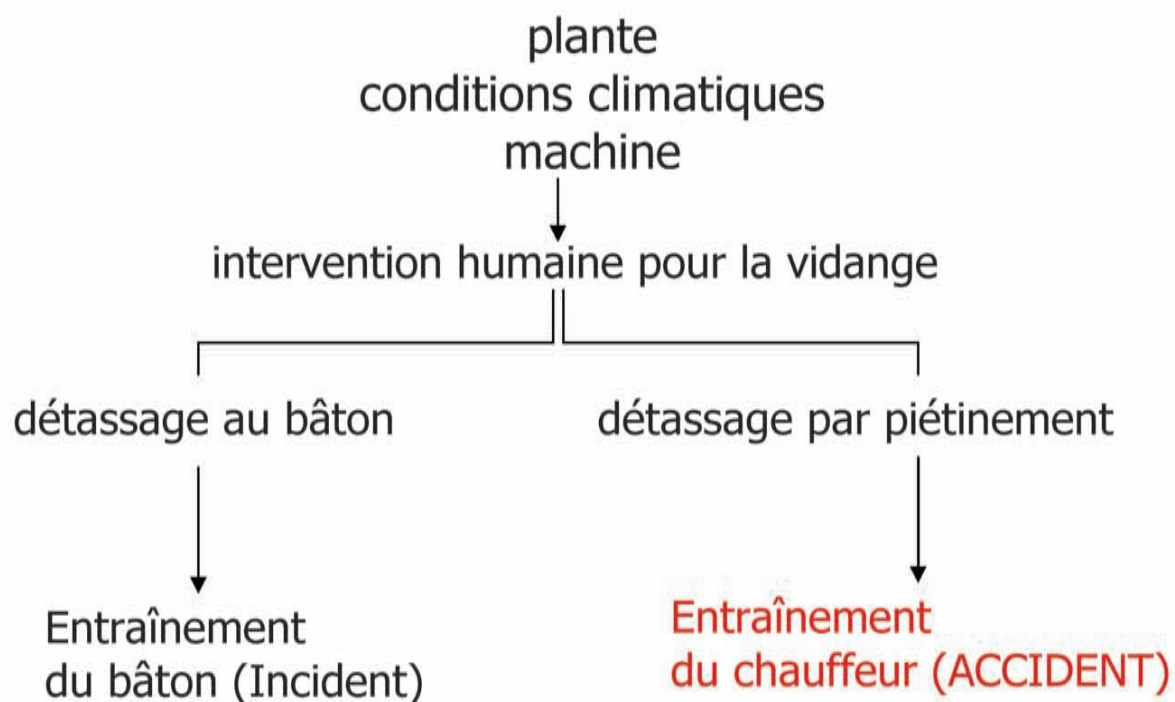 plante
conditions climatiques
machine
intervention humaine pour la vidange
détassage au bâton
détassage par piétinement
Entraînement
du bâton (Incident)
Entraînement
du chauffeur (ACCIDENT)